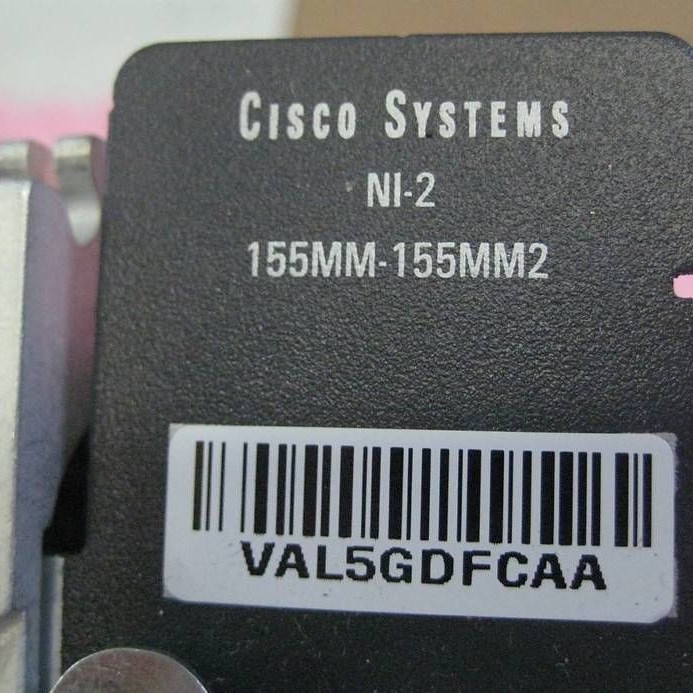 CISCO SYSTEMS
NI-2
155MM-155MM2
VAL5GDFCAA